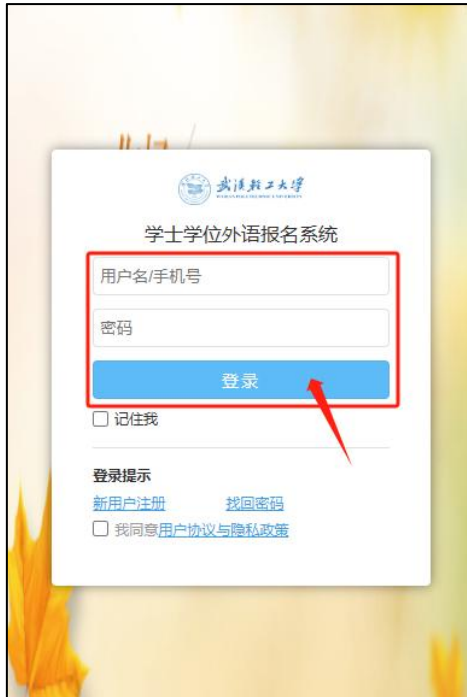 武汉轻工大学
学士学位外语报名系统
用户名/手机号
密码
登录
记住我
登录提示
新用户注册 找回密码
我同意用户协议与隐私政策